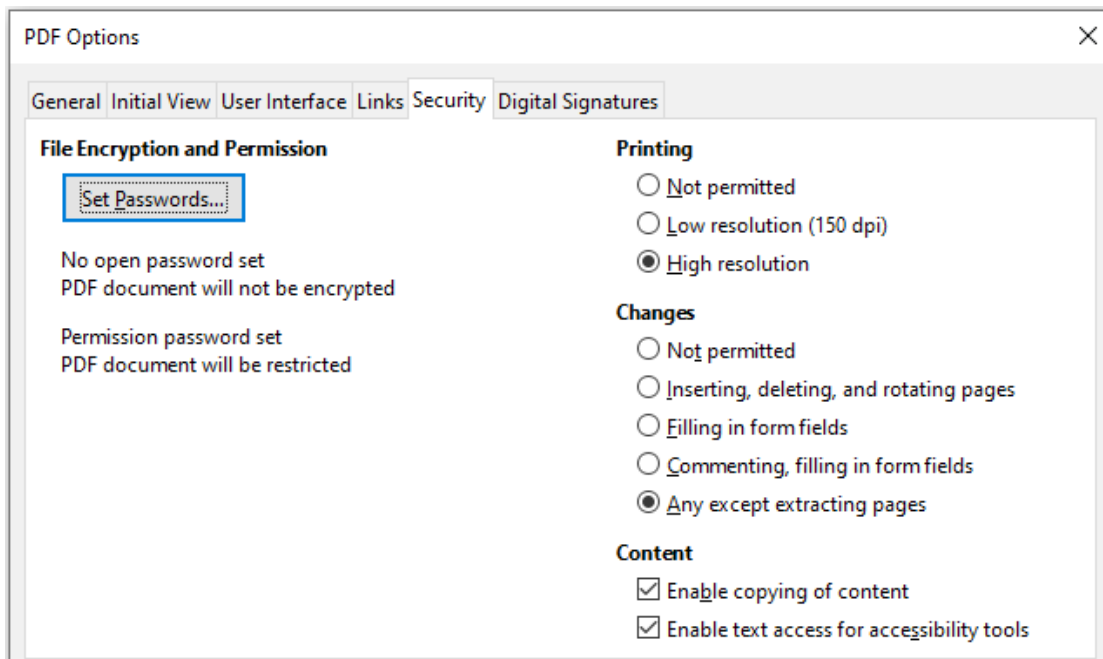 PDF Options
General Initial View User Interface Links Security Digital Signatures
File Encryption and Permission
Set Passwords...
No open password set
PDF document will not be encrypted
Permission password set
PDF document will be restricted
Printing
Not permitted
Low resolution (150 dpi)
High resolution
Changes
Not permitted
Inserting, deleting, and rotating pages
Filling in form fields
Commenting, filling in form fields
Any except extracting pages
Content
Enable copying of content
Enable text access for accessibility tools